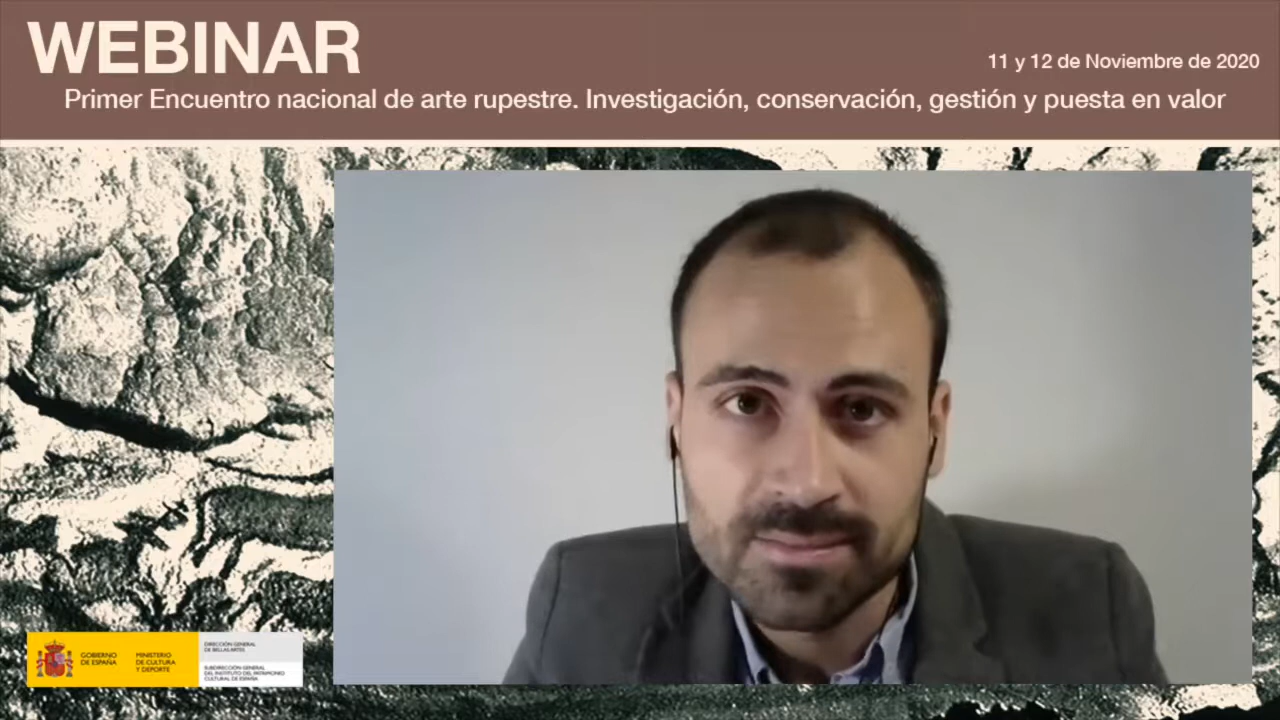 WEBINAR
11 y 12 de Noviembre de 2020
Primer Encuentro nacional de arte rupestre. Investigación, conservación, gestión y puesta en valor
GOBIERNO
DE ESPAÑA
MINISTERIO
DE CULTURA
Y DEPORTE
DIRECCIÓN GENERAL
DE BELLAS ARTES
SUBDIRECCIÓN GENERAL
DEL INSTITUTO DEL PATRIMONIO
CULTURAL DE ESPAÑA